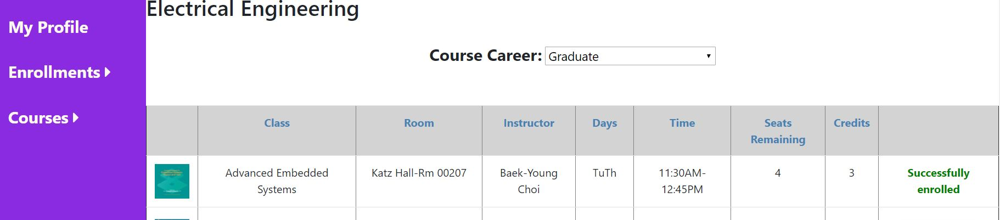 Electrical Engineering
My Profile
Course Career: Graduate
Enrollments
Courses
Class Room Instructor Days Time Seats Remaining Credits
Advanced Embedded Systems Katz Hall-Rm 00207 Baek-Young Choi TuTh 11:30AM-12:45PM 4 3 Successfully enrolled